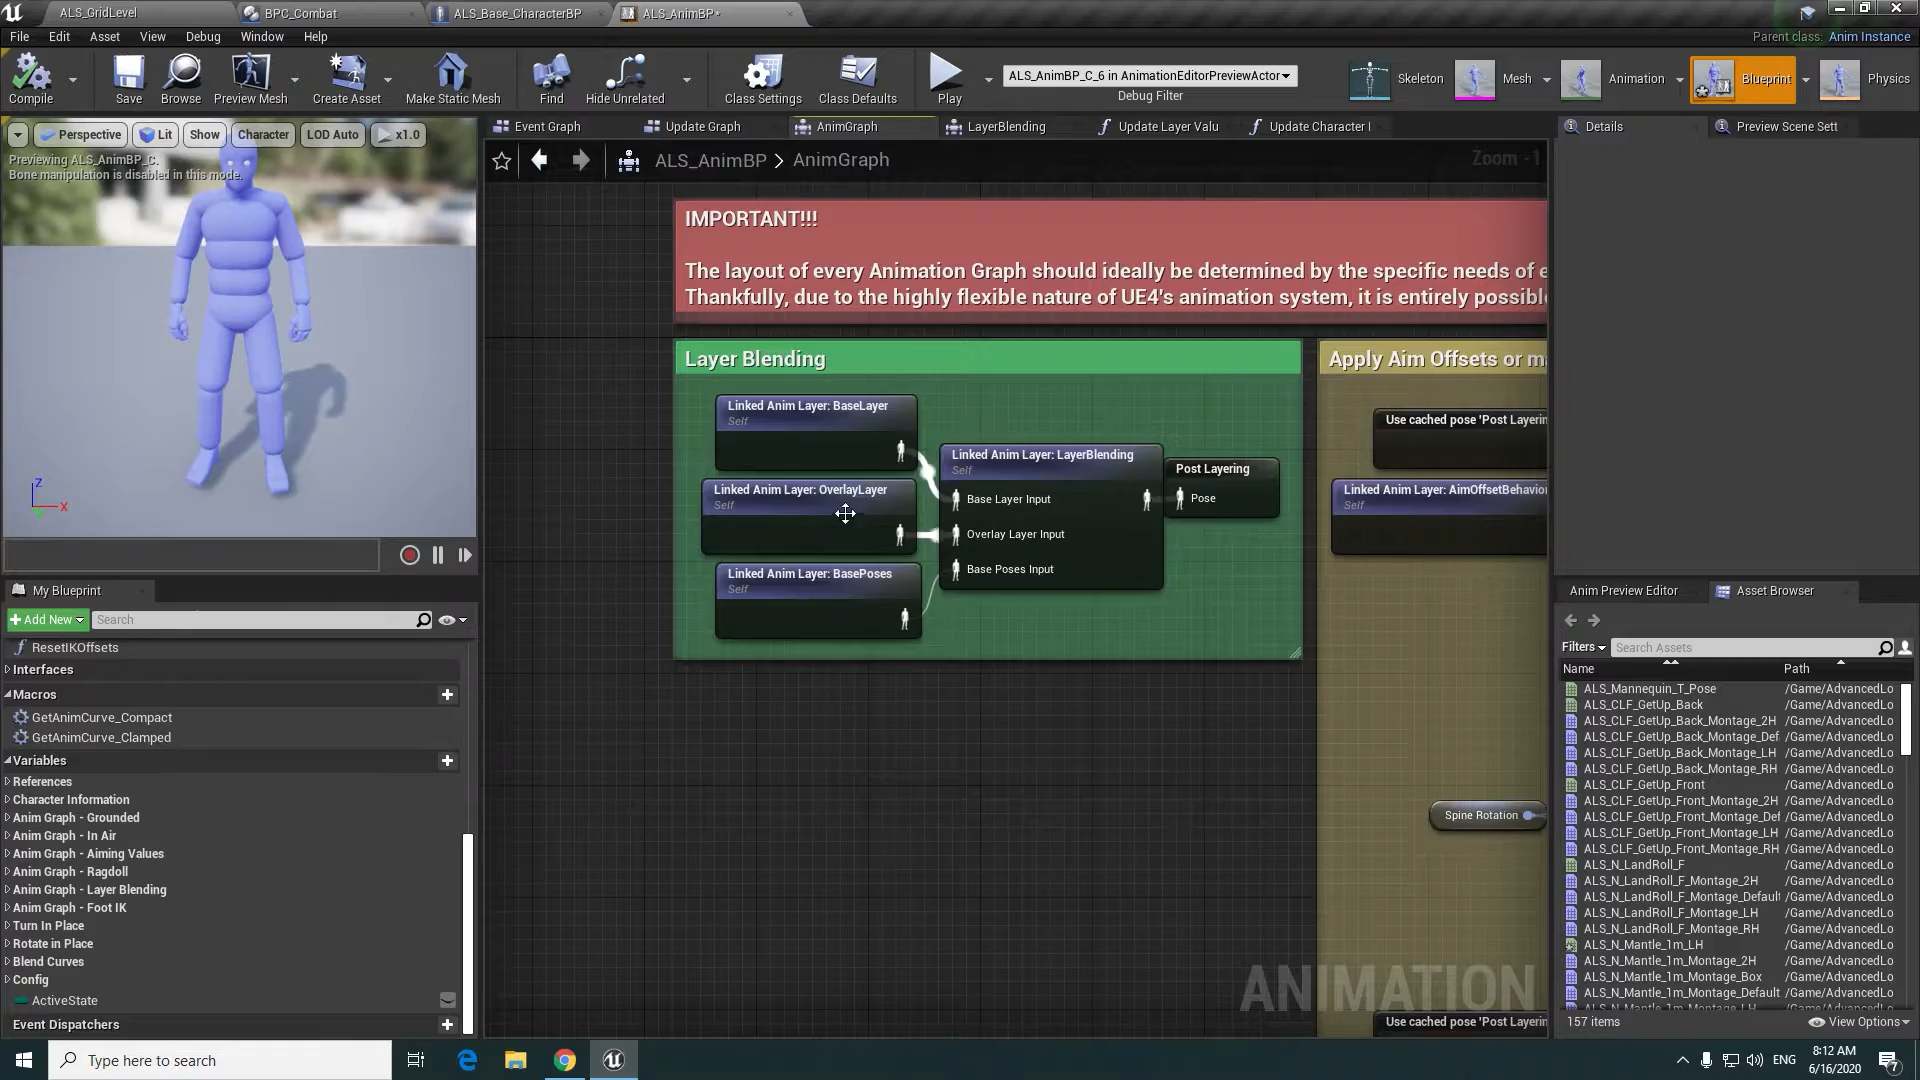 ALS_GridLevel
BPC_Combat
ALS_Base_CharacterBP
ALS_AnimBP*
File Edit Asset View Debug Window Help
Parent class: Anim Instance
Compile
Save
Browse
Preview Mesh
Create Asset
Make Static Mesh
Find
Hide Unrelated
Class Settings
Class Defaults
Play
ALS_AnimBP_C_6 in AnimationEditorPreviewActor
Debug Filter
Skeleton
Mesh
Animation
Blueprint
Physics
Perspective
Lit
Show
Character
LOD Auto
x1.0
Previewing ALS_AnimBP_C.
Bone manipulation is disabled in this mode.
Z
X
Event Graph
Update Graph
AnimGraph
LayerBlending
Update Layer Valu
Update Character I
ALS_AnimBP > AnimGraph
Zoom -1
IMPORTANT!!!
The layout of every Animation Graph should ideally be determined by the specific needs of e
Thankfully, due to the highly flexible nature of UE4's animation system, it is entirely possibl
Layer Blending
Linked Anim Layer: BaseLayer
Self
Linked Anim Layer: OverlayLayer
Self
Linked Anim Layer: BasePoses
Self
Linked Anim Layer: LayerBlending
Self
Base Layer Input
Overlay Layer Input
Base Poses Input
Post Layering
Pose
Apply Aim Offsets or m
Use cached pose 'Post Layerin
Linked Anim Layer: AimOffsetBehavior
Self
Spine Rotation
Use cached pose 'Post Layerin
ANIMATION
My Blueprint
Add New
Search
ResetIKOffsets
Interfaces
Macros
GetAnimCurve_Compact
GetAnimCurve_Clamped
Variables
References
Character Information
Anim Graph - Grounded
Anim Graph - In Air
Anim Graph - Aiming Values
Anim Graph - Ragdoll
Anim Graph - Layer Blending
Anim Graph - Foot IK
Turn In Place
Rotate in Place
Blend Curves
Config
ActiveState
Event Dispatchers
Details
Preview Scene Sett
Anim Preview Editor
Asset Browser
Filters
Search Assets
Name
Path
ALS_Mannequin_T_Pose /Game/AdvancedLo
ALS_CLF_GetUp_Back /Game/AdvancedLo
ALS_CLF_GetUp_Back_Montage_2H /Game/AdvancedLo
ALS_CLF_GetUp_Back_Montage_Def /Game/AdvancedLo
ALS_CLF_GetUp_Back_Montage_LH /Game/AdvancedLo
ALS_CLF_GetUp_Back_Montage_RH /Game/AdvancedLo
ALS_CLF_GetUp_Front /Game/AdvancedLo
ALS_CLF_GetUp_Front_Montage_2H /Game/AdvancedLo
ALS_CLF_GetUp_Front_Montage_Def /Game/AdvancedLo
ALS_CLF_GetUp_Front_Montage_LH /Game/AdvancedLo
ALS_CLF_GetUp_Front_Montage_RH /Game/AdvancedLo
ALS_N_LandRoll_F /Game/AdvancedLo
ALS_N_LandRoll_F_Montage_2H /Game/AdvancedLo
ALS_N_LandRoll_F_Montage_Default /Game/AdvancedLo
ALS_N_LandRoll_F_Montage_LH /Game/AdvancedLo
ALS_N_LandRoll_F_Montage_RH /Game/AdvancedLo
ALS_N_Mantle_1m_LH /Game/AdvancedLo
ALS_N_Mantle_1m_Montage_2H /Game/AdvancedLo
ALS_N_Mantle_1m_Montage_Box /Game/AdvancedLo
ALS_N_Mantle_1m_Montage_Default /Game/AdvancedLo
ALS_N_Mantle_1m_Montage_LH /Game/AdvancedLo
157 items
View Options
Type here to search
ENG
8:12 AM
6/16/2020
7